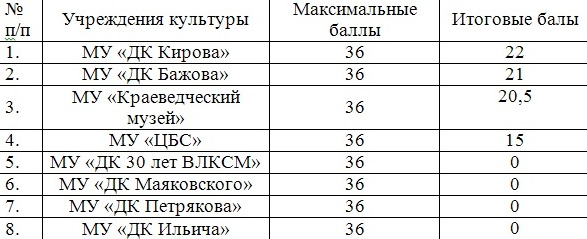 № п/п Учреждения культуры Максимальные баллы Итоговые балы
1. МУ «ДК Кирова» 36 22
2. МУ «ДК Бажова» 36 21
3. МУ «Краеведческий музей» 36 20,5
4. МУ «ЦБС» 36 15
5. МУ «ДК 30 лет ВЛКСМ» 36 0
6. МУ «ДК Маяковского» 36 0
7. МУ «ДК Петрякова» 36 0
8. МУ «ДК Ильича» 36 0